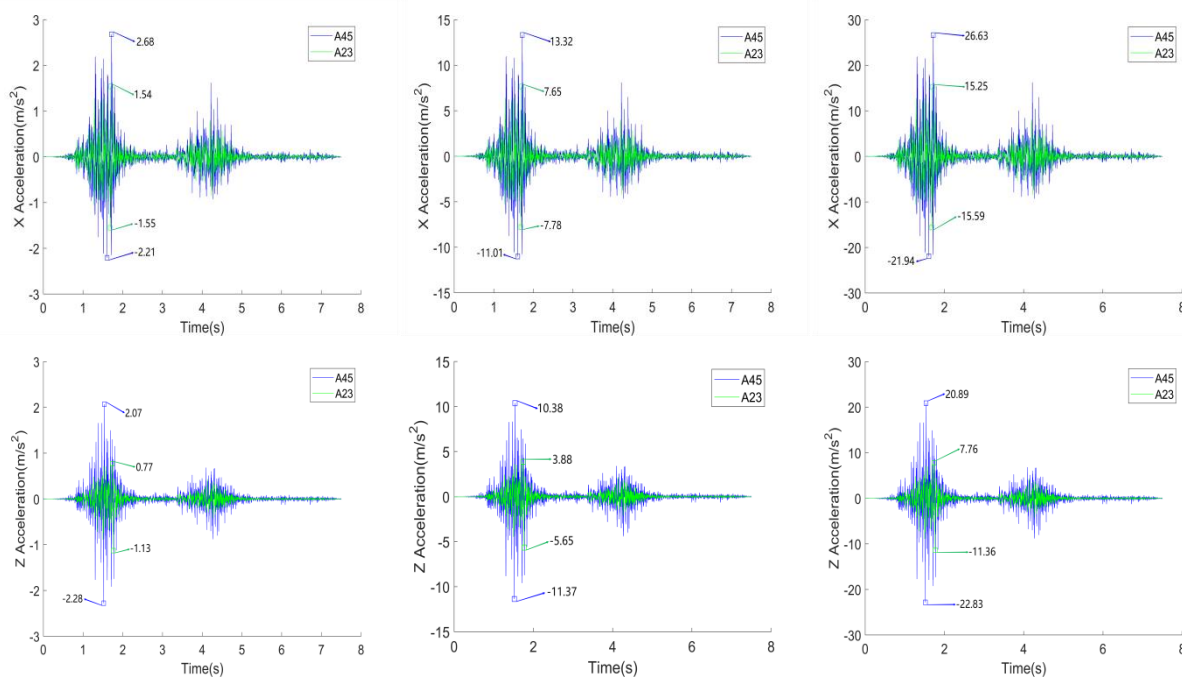 3
2
1
0
-1
-2
-3
X Acceleration(m/s²)
2.68
1.54
-1.55
-2.21
A45
A23
0 1 2 3 4 5 6 7 8
Time(s)
15
10
5
0
-5
-10
-15
X Acceleration(m/s²)
13.32
7.65
-7.78
-11.01
A45
A23
0 1 2 3 4 5 6 7 8
Time(s)
30
20
10
0
-10
-20
-30
X Acceleration(m/s²)
26.63
15.25
-15.59
-21.94
A45
A23
0 2 4 6 8
Time(s)
3
2
1
0
-1
-2
-3
Z Acceleration(m/s²)
2.07
0.77
-1.13
-2.28
A45
A23
0 1 2 3 4 5 6 7 8
Time(s)
15
10
5
0
-5
-10
-15
Z Acceleration(m/s²)
10.38
3.88
-5.65
-11.37
A45
A23
0 1 2 3 4 5 6 7 8
Time(s)
30
20
10
0
-10
-20
-30
Z Acceleration(m/s²)
20.89
7.76
-11.36
-22.83
A45
A23
0 2 4 6 8
Time(s)